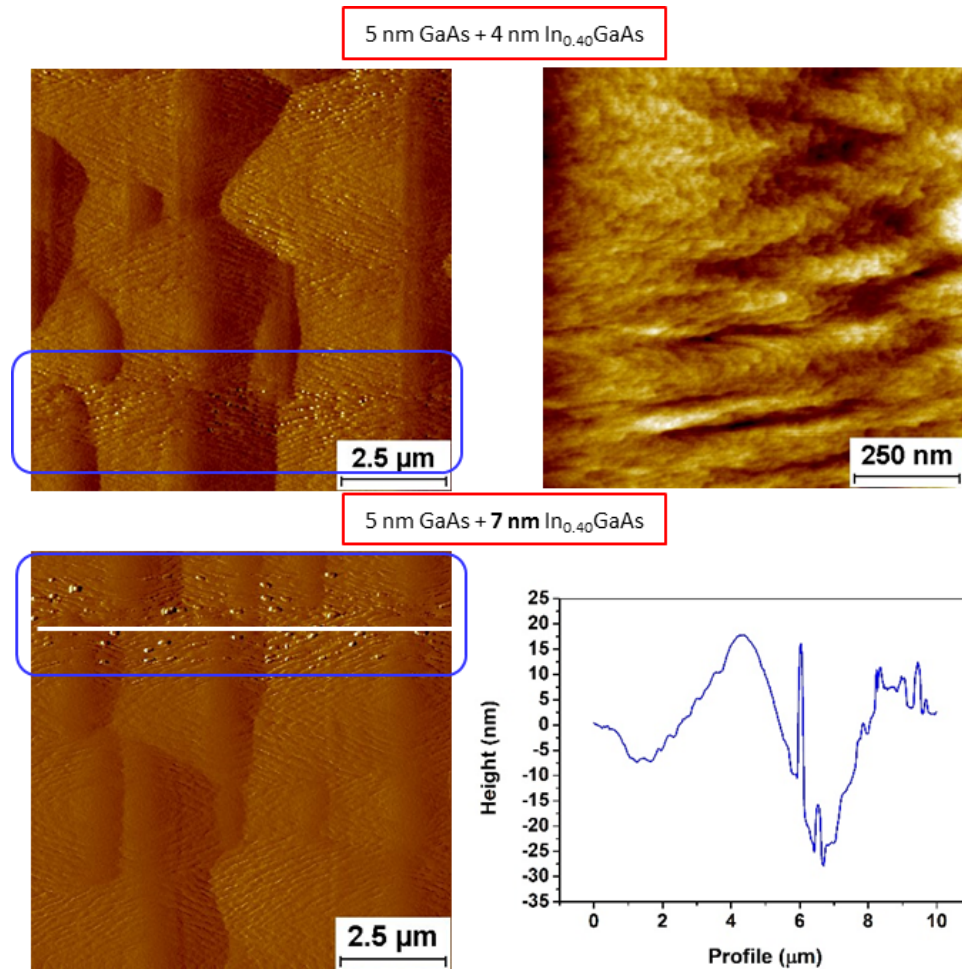 5 nm GaAs + 4 nm In0.40GaAs
2.5 µm
250 nm
5 nm GaAs + 7 nm In0.40GaAs
2.5 µm
25
20
15
10
5
0
-5
-10
-15
-20
-25
-30
-35
Height (nm)
0 2 4 6 8 10
Profile (µm)